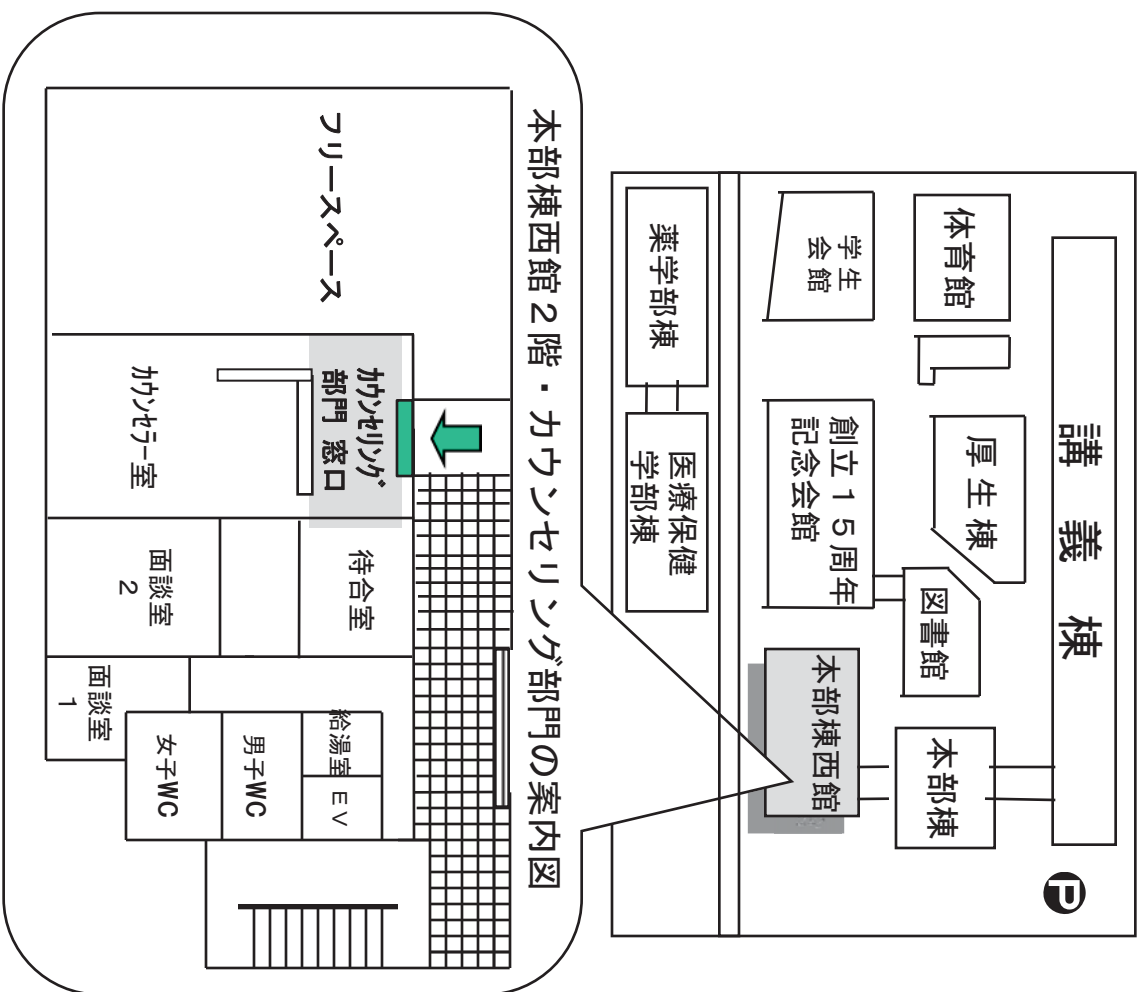 講義棟
体育館
厚生棟
図書館
本部棟
P
学生
会館
創立１５周年
記念会館
本部棟西館
薬学部棟
医療保健
学部棟
本部棟西館２階・カウンセリング部門の案内図
フリースペース
ｶｳﾝｾﾘﾝｸﾞ
部門 窓口
ｶｳﾝｾﾗｰ室
待合室
面談室
２
面談室
１
給湯室
ＥＶ
男子WC
女子WC